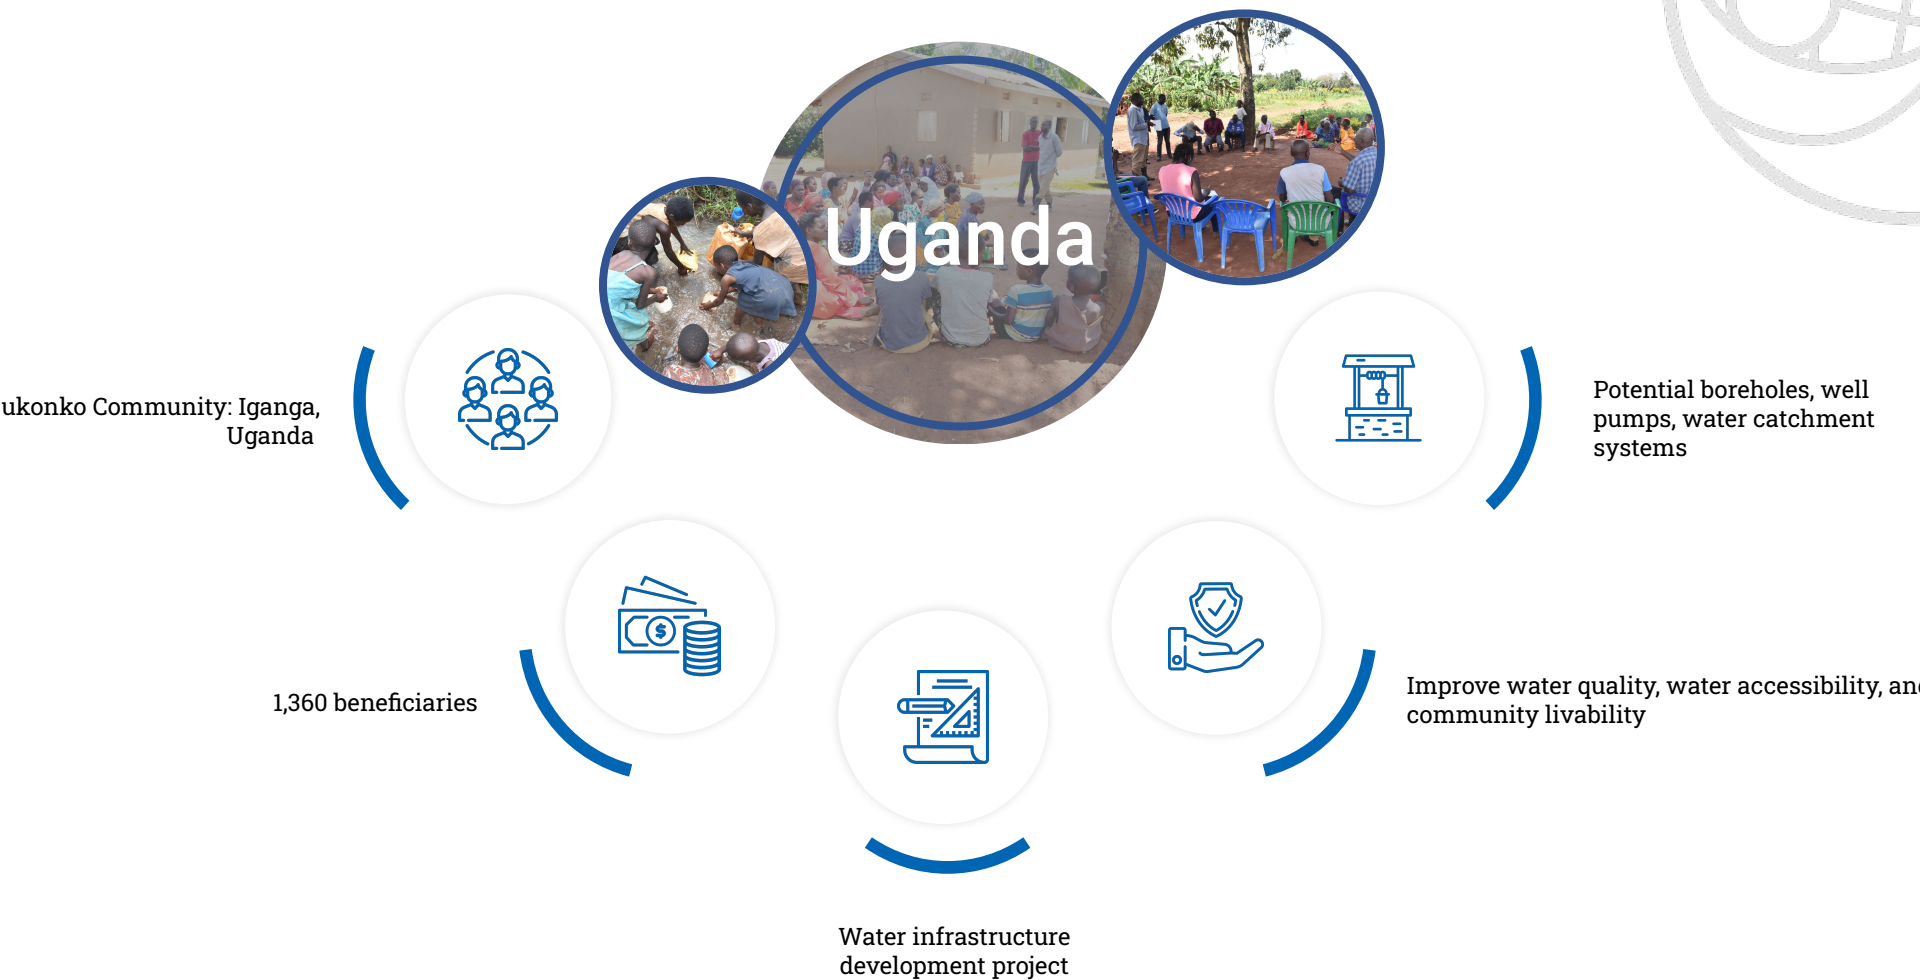 Uganda
ukonko Community: Iganga,
Uganda
Potential boreholes, well
pumps, water catchment
systems
1,360 beneficiaries
Improve water quality, water accessibility, an
community livability
Water infrastructure
development project
$